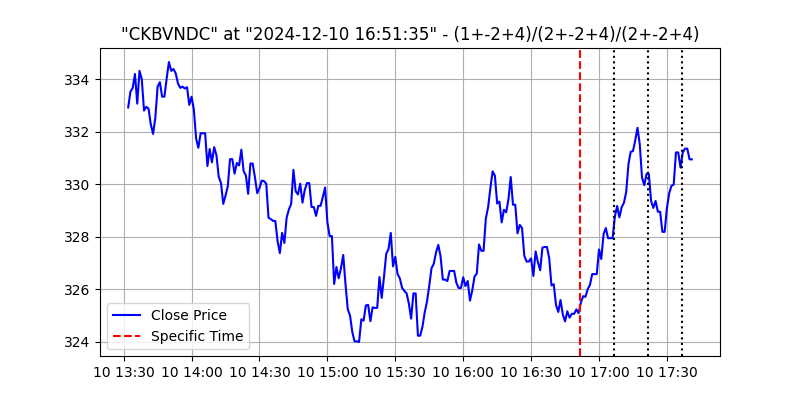 "CKBVNDC" at "2024-12-10 16:51:35" - (1+-2+4)/(2+-2+4)/(2+-2+4)
334
332
330
328
326
324
Close Price
Specific Time
10 13:30 10 14:00 10 14:30 10 15:00 10 15:30 10 16:00 10 16:30 10 17:00 10 17:30